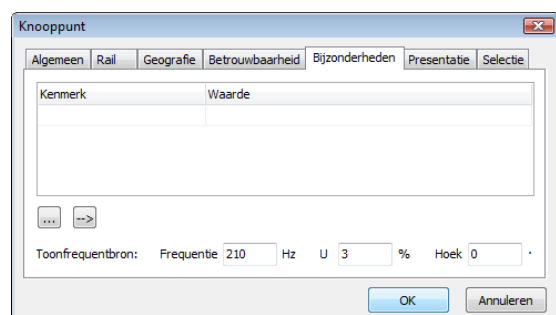 Knooppunt
Algemeen Rail Geografie Betrouwbaarheid Bijzonderheden Presentatie Selectie
Kenmerk Waarde
... -->
Toonfrequentbron: Frequentie 210 Hz U 3 % Hoek 0 °
OK Annuleren